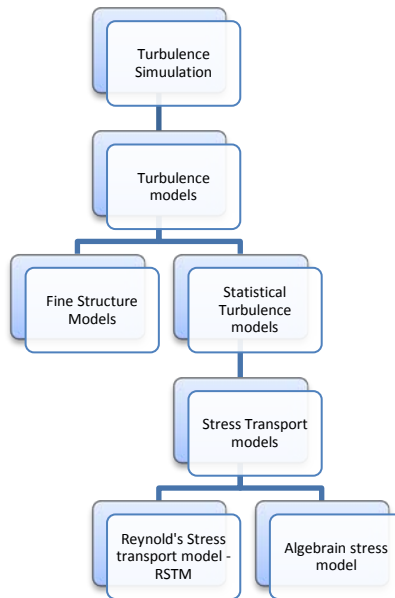 Turbulence
Simuulation
Turbulence
models
Fine Structure
Models
Statistical
Turbulence
models
Stress Transport
models
Reynold's Stress
transport model -
RSTM
Algebrain stress
model